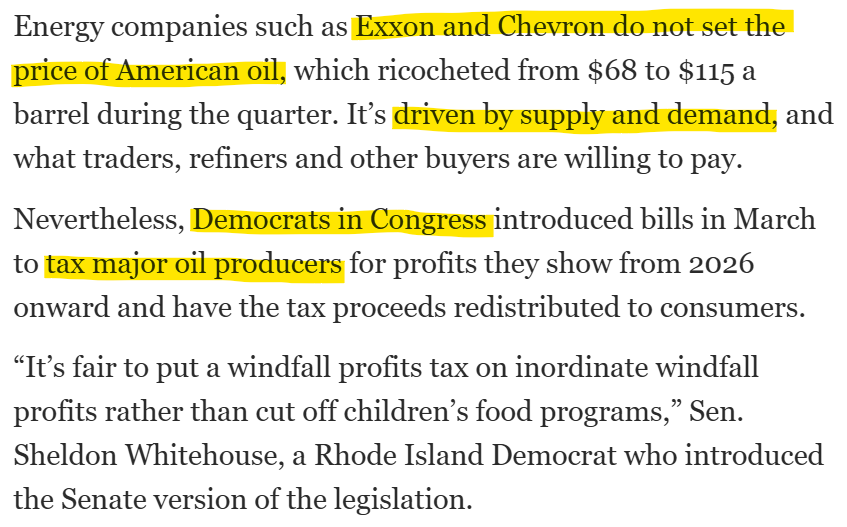 Energy companies such as Exxon and Chevron do not set the
price of American oil, which ricocheted from $68 to $115 a
barrel during the quarter. It’s driven by supply and demand, and
what traders, refiners and other buyers are willing to pay.
Nevertheless, Democrats in Congress introduced bills in March
to tax major oil producers for profits they show from 2026
onward and have the tax proceeds redistributed to consumers.
“It’s fair to put a windfall profits tax on inordinate windfall
profits rather than cut off children’s food programs,” Sen.
Sheldon Whitehouse, a Rhode Island Democrat who introduced
the Senate version of the legislation.